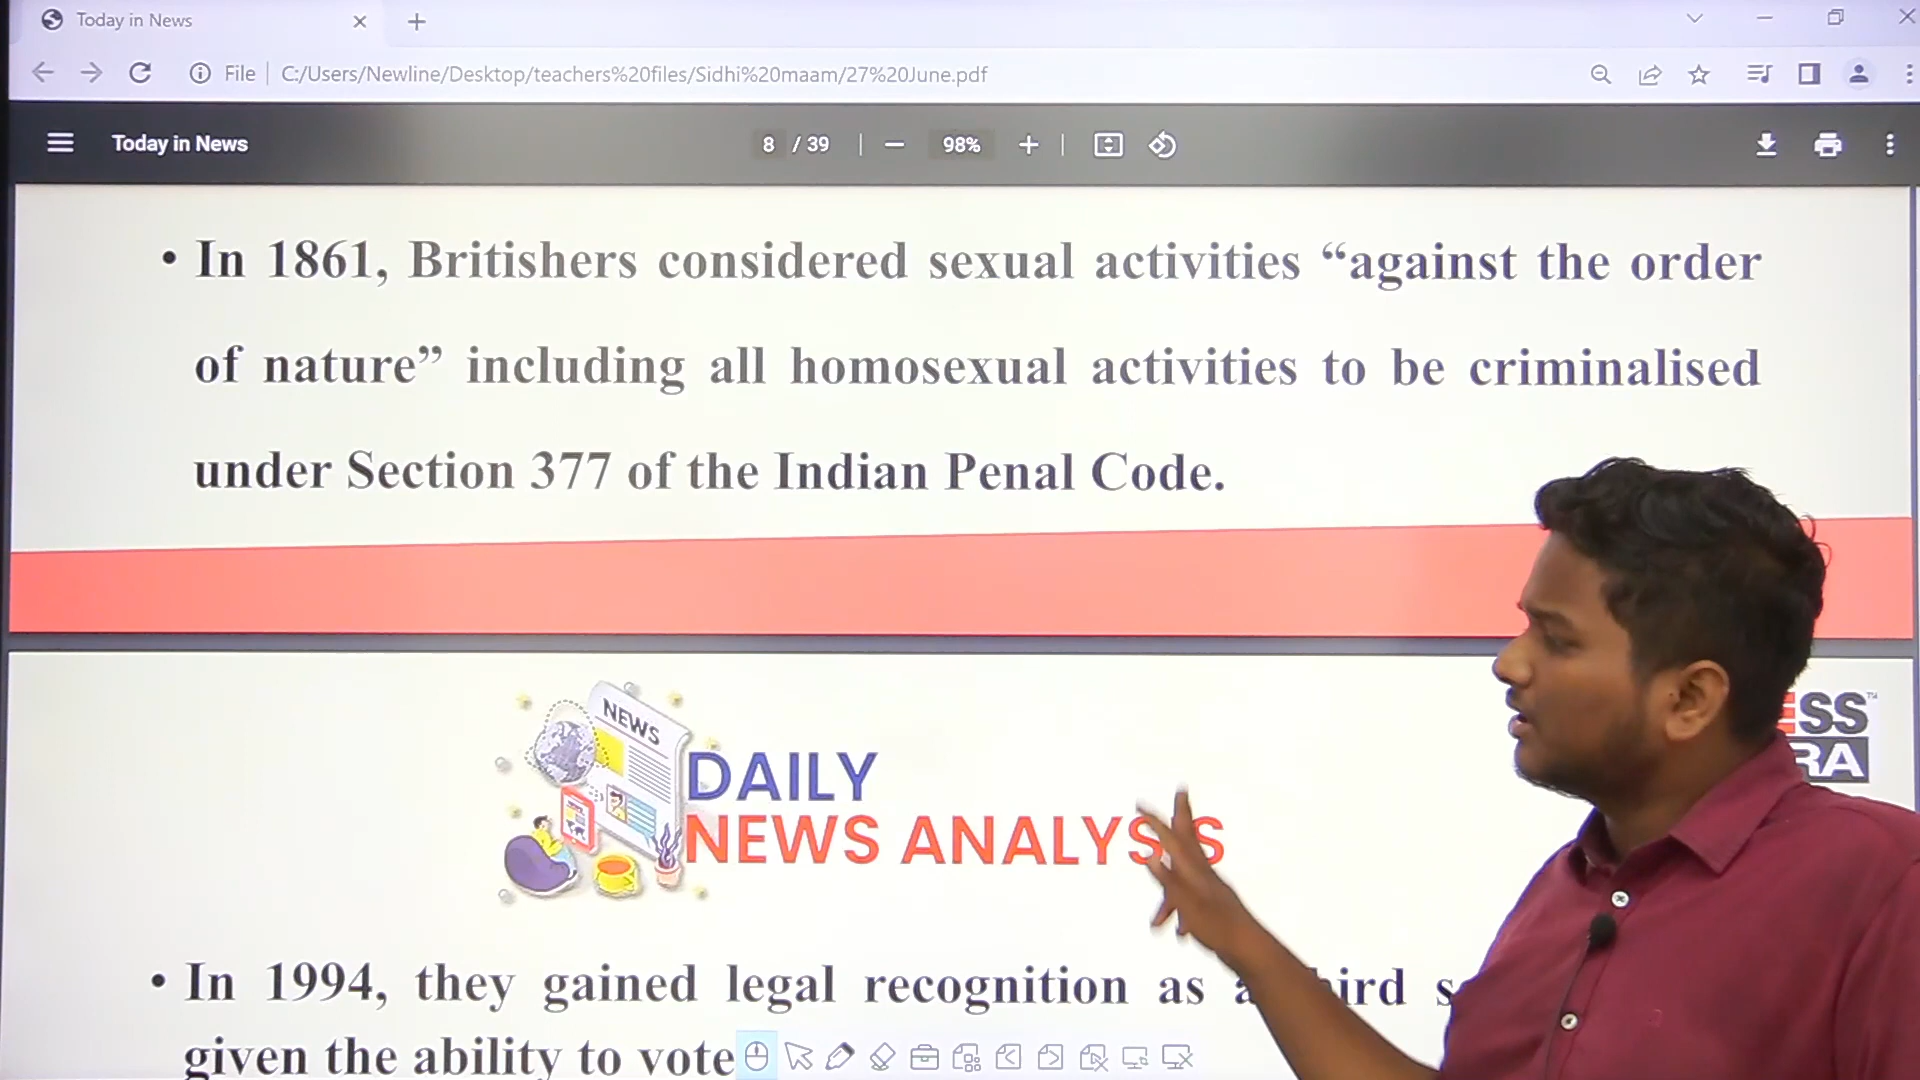 Today in News
File
C:/Users/Newline/Desktop/teachers%20files/Sidhi%20maam/27%20June.pdf
Today in News
8 / 39
98%
• In 1861, Britishers considered sexual activities “against the order
of nature” including all homosexual activities to be criminalised
under Section 377 of the Indian Penal Code.
NEWS
DAILY
NEWS ANALYSIS
• In 1994, they gained legal recognition as a
given the ability to vote